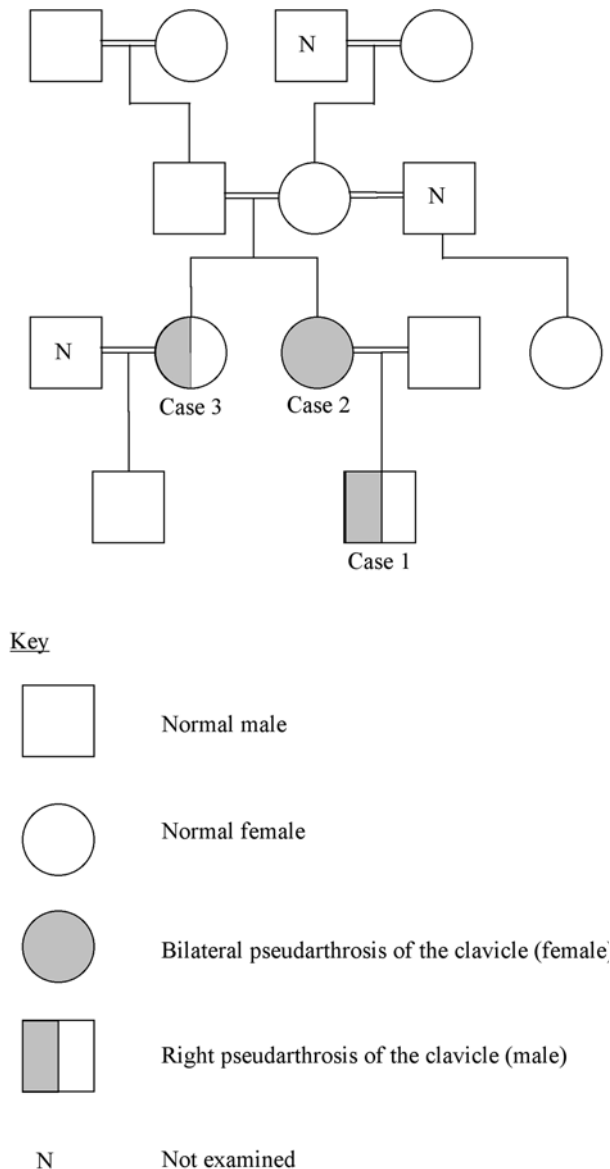 N
N
N
Case 3
Case 2
Case 1
Key
Normal male
Normal female
Bilateral pseudarthrosis of the clavicle (female)
Right pseudarthrosis of the clavicle (male)
N Not examined